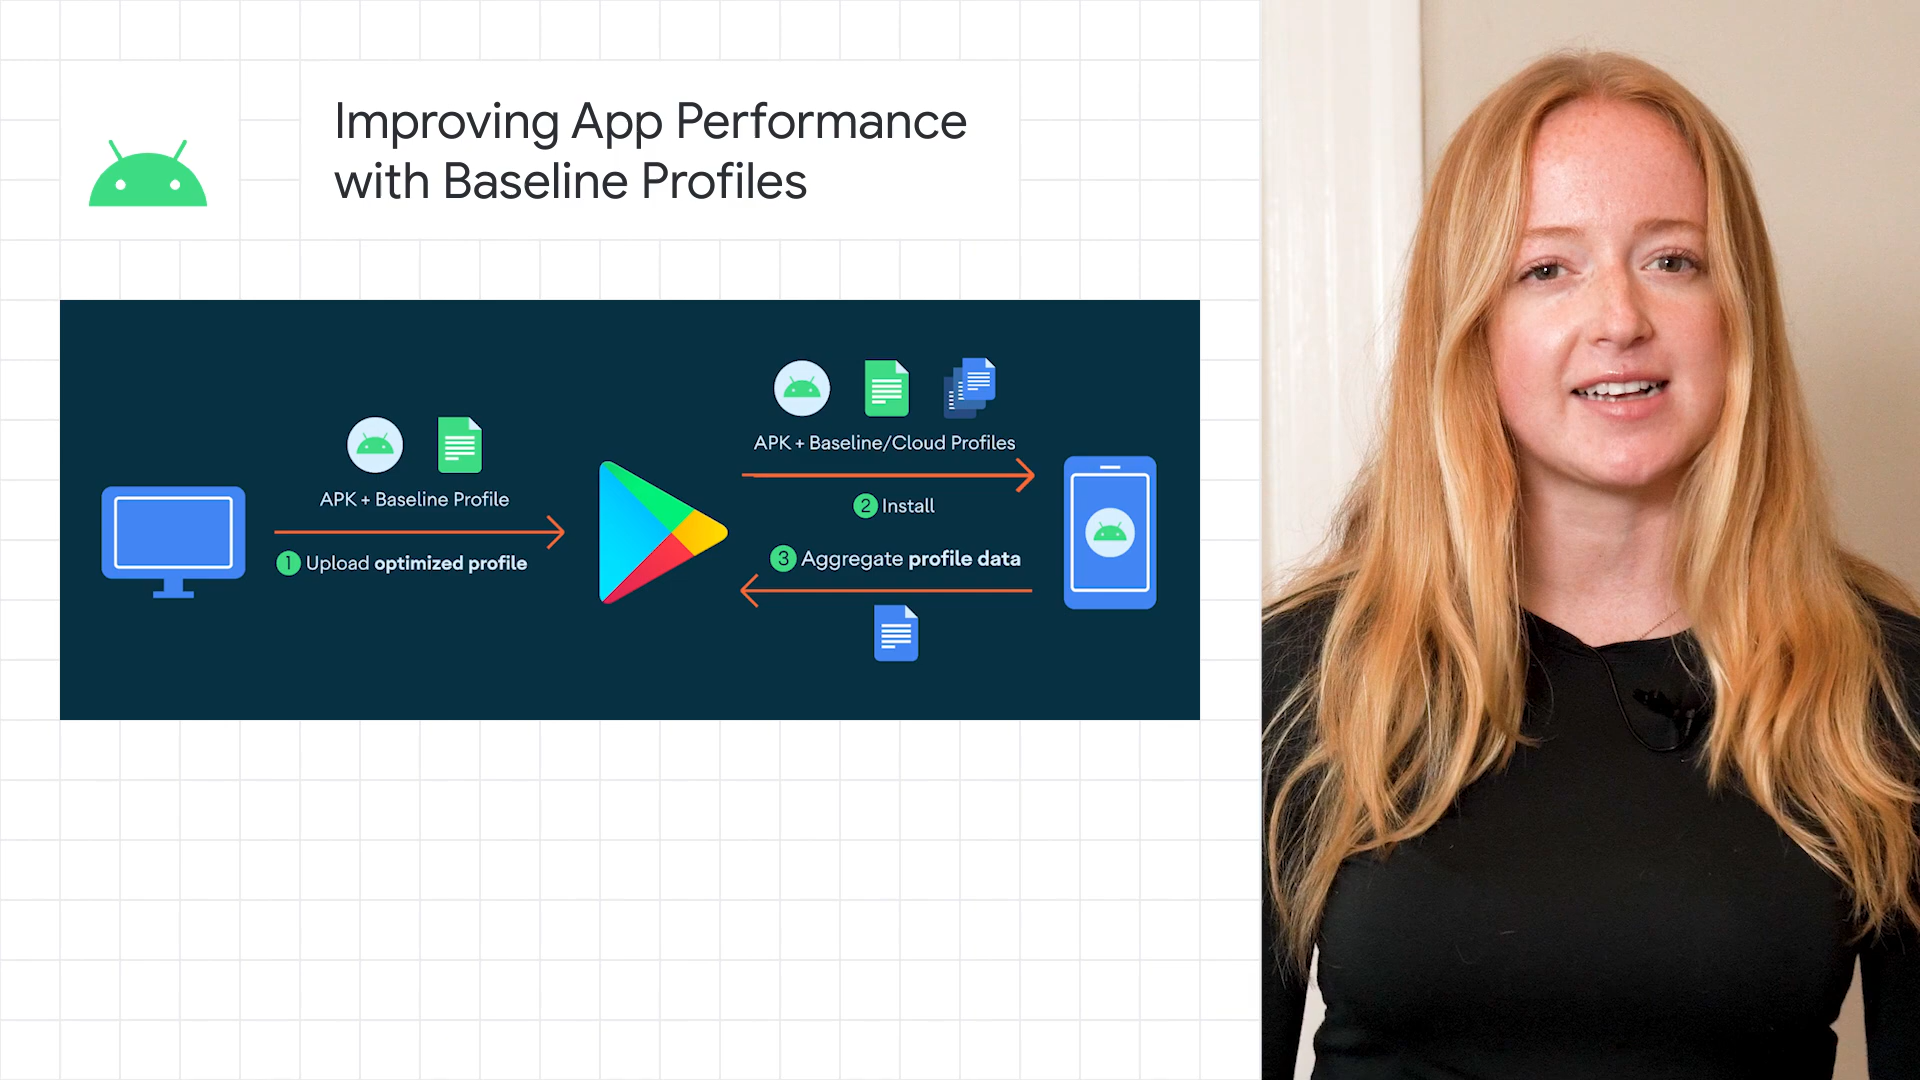 Improving App Performance
with Baseline Profiles
APK + Baseline Profile
1 Upload optimized profile
APK + Baseline/Cloud Profiles
2 Install
3 Aggregate profile data